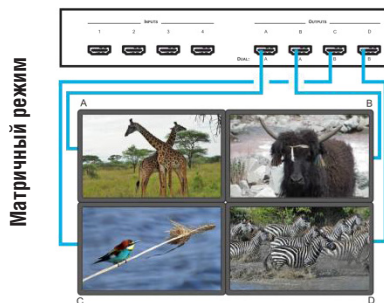 INPUTS
OUTPUTS
1 2 3 4 A B C D
DUAL: A A B B
Матричный режим
A B
C D